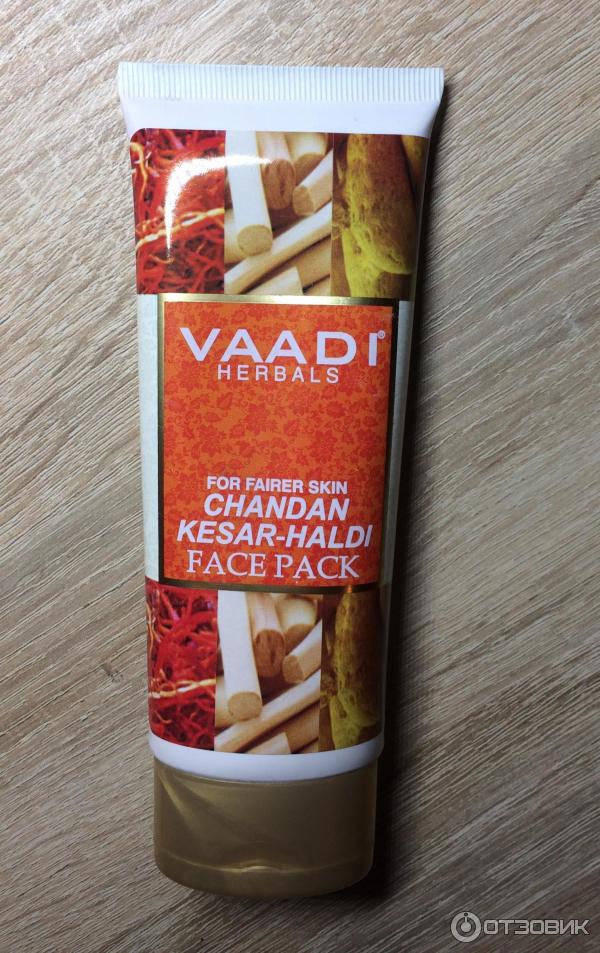 VAADI®
HERBALS
FOR FAIRER SKIN
CHANDAN
KESAR-HALDI
FACE PACK
ОТЗОВИК